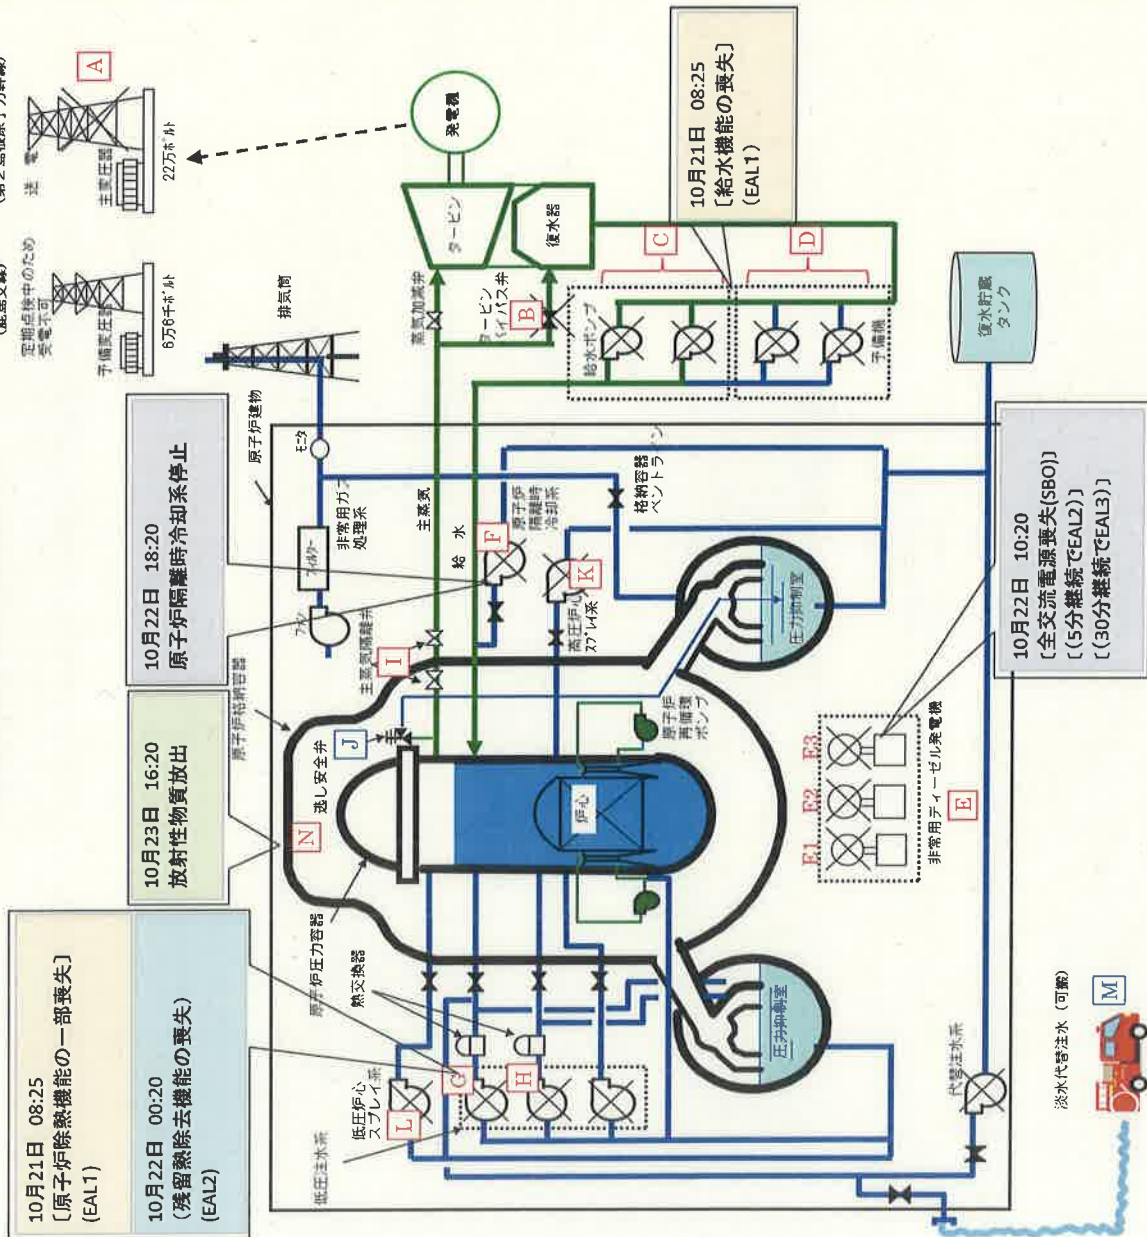 10月21日 08:25
〔原子炉除熱機能の一部喪失〕
(EAL1)
10月22日 00:20
(残留熱除去機能の喪失)
(EAL2)
10月23日 16:20
放射性物質放出
10月22日 18:20
原子炉隔離時冷却系停止
定期点検中のため
受電不可
予備変圧器
6万6千ボルト
送電
主変圧器
22万ボルト
A
排気筒
原子炉建物
モニタ
フィルター
ファン
非常用ガス
処理系
原子炉格納容器
N
J
逃し安全弁
主蒸気隔離弁
I
主蒸気
給水
蒸気加減弁
タービン
バイパス弁
B
タービン
発電機
復水器
原子炉圧力容器
熱交換器
低圧注水系
低圧炉心
スプレイ系
L
G
H
炉心
原子炉
再循環
ポンプ
F
原子炉
隔離時
冷却系
K
高圧炉心
スプレイ系
格納容器
ベントライン
給水ポンプ
C
予備機
D
10月21日 08:25
〔給水機能の喪失〕
(EAL1)
圧力抑制室
圧力抑制室
E1
E2
E3
非常用ディーゼル発電機
E
10月22日 10:20
〔全交流電源喪失(SBO)〕
〔(5分継続でEAL2)〕
〔(30分継続でEAL3)〕
復水貯蔵
タンク
代替注水系
淡水代替注水(可搬)
M